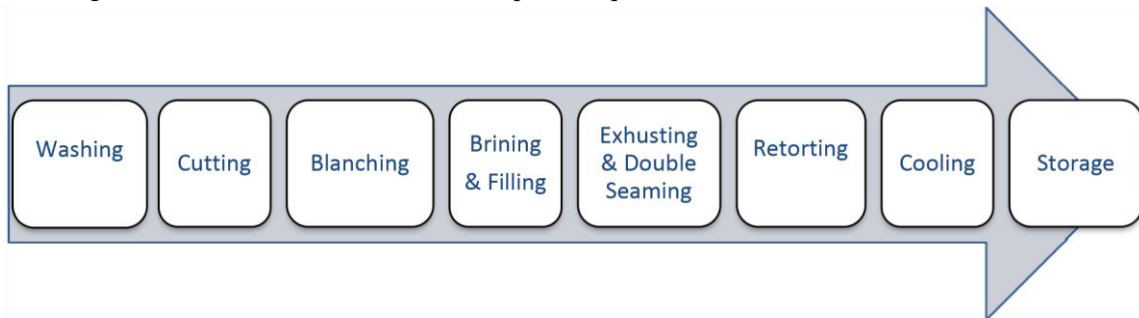 Washing
Cutting
Blanching
Brining
& Filling
Exhusting
& Double
Seaming
Retorting
Cooling
Storage